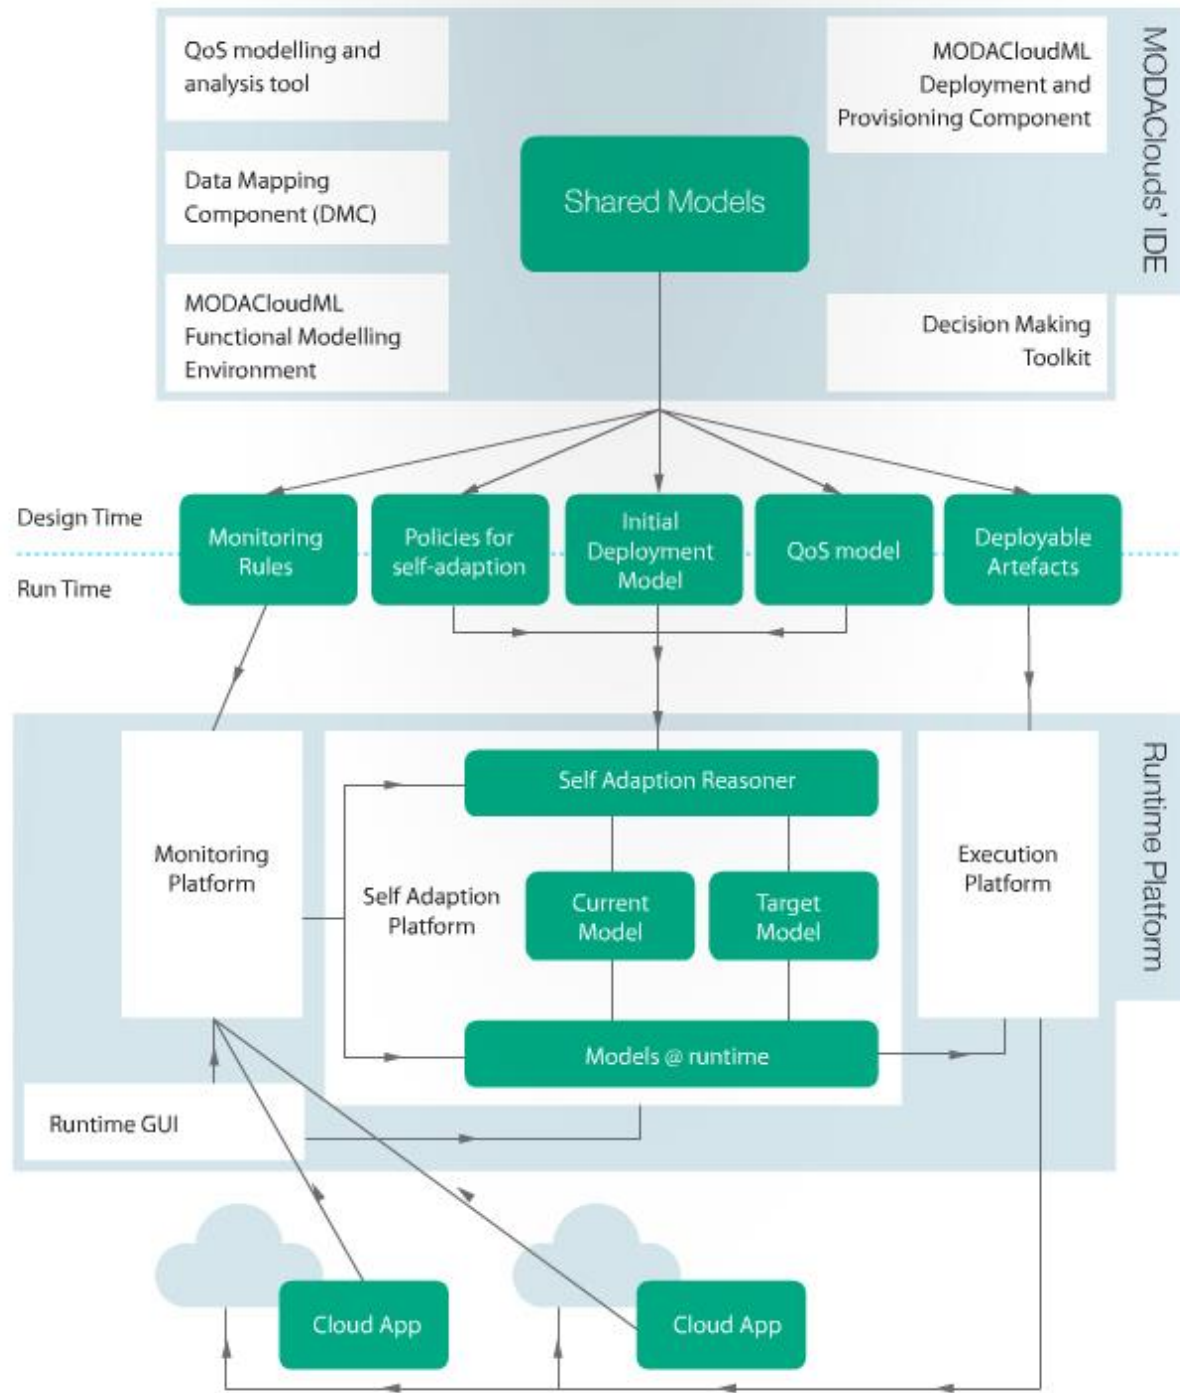 QoS modelling and
analysis tool
Data Mapping
Component (DMC)
MODACloudML
Functional Modelling
Environment
Shared Models
MODACloudML
Deployment and
Provisioning Component
Decision Making
Toolkit
MODAClouds' IDE
Design Time
Run Time
Monitoring
Rules
Policies for
self-adaption
Initial
Deployment
Model
QoS model
Deployable
Artefacts
Monitoring
Platform
Self Adaption
Platform
Self Adaption Reasoner
Current
Model
Target
Model
Models @ runtime
Execution
Platform
Runtime Platform
Runtime GUI
Cloud App
Cloud App